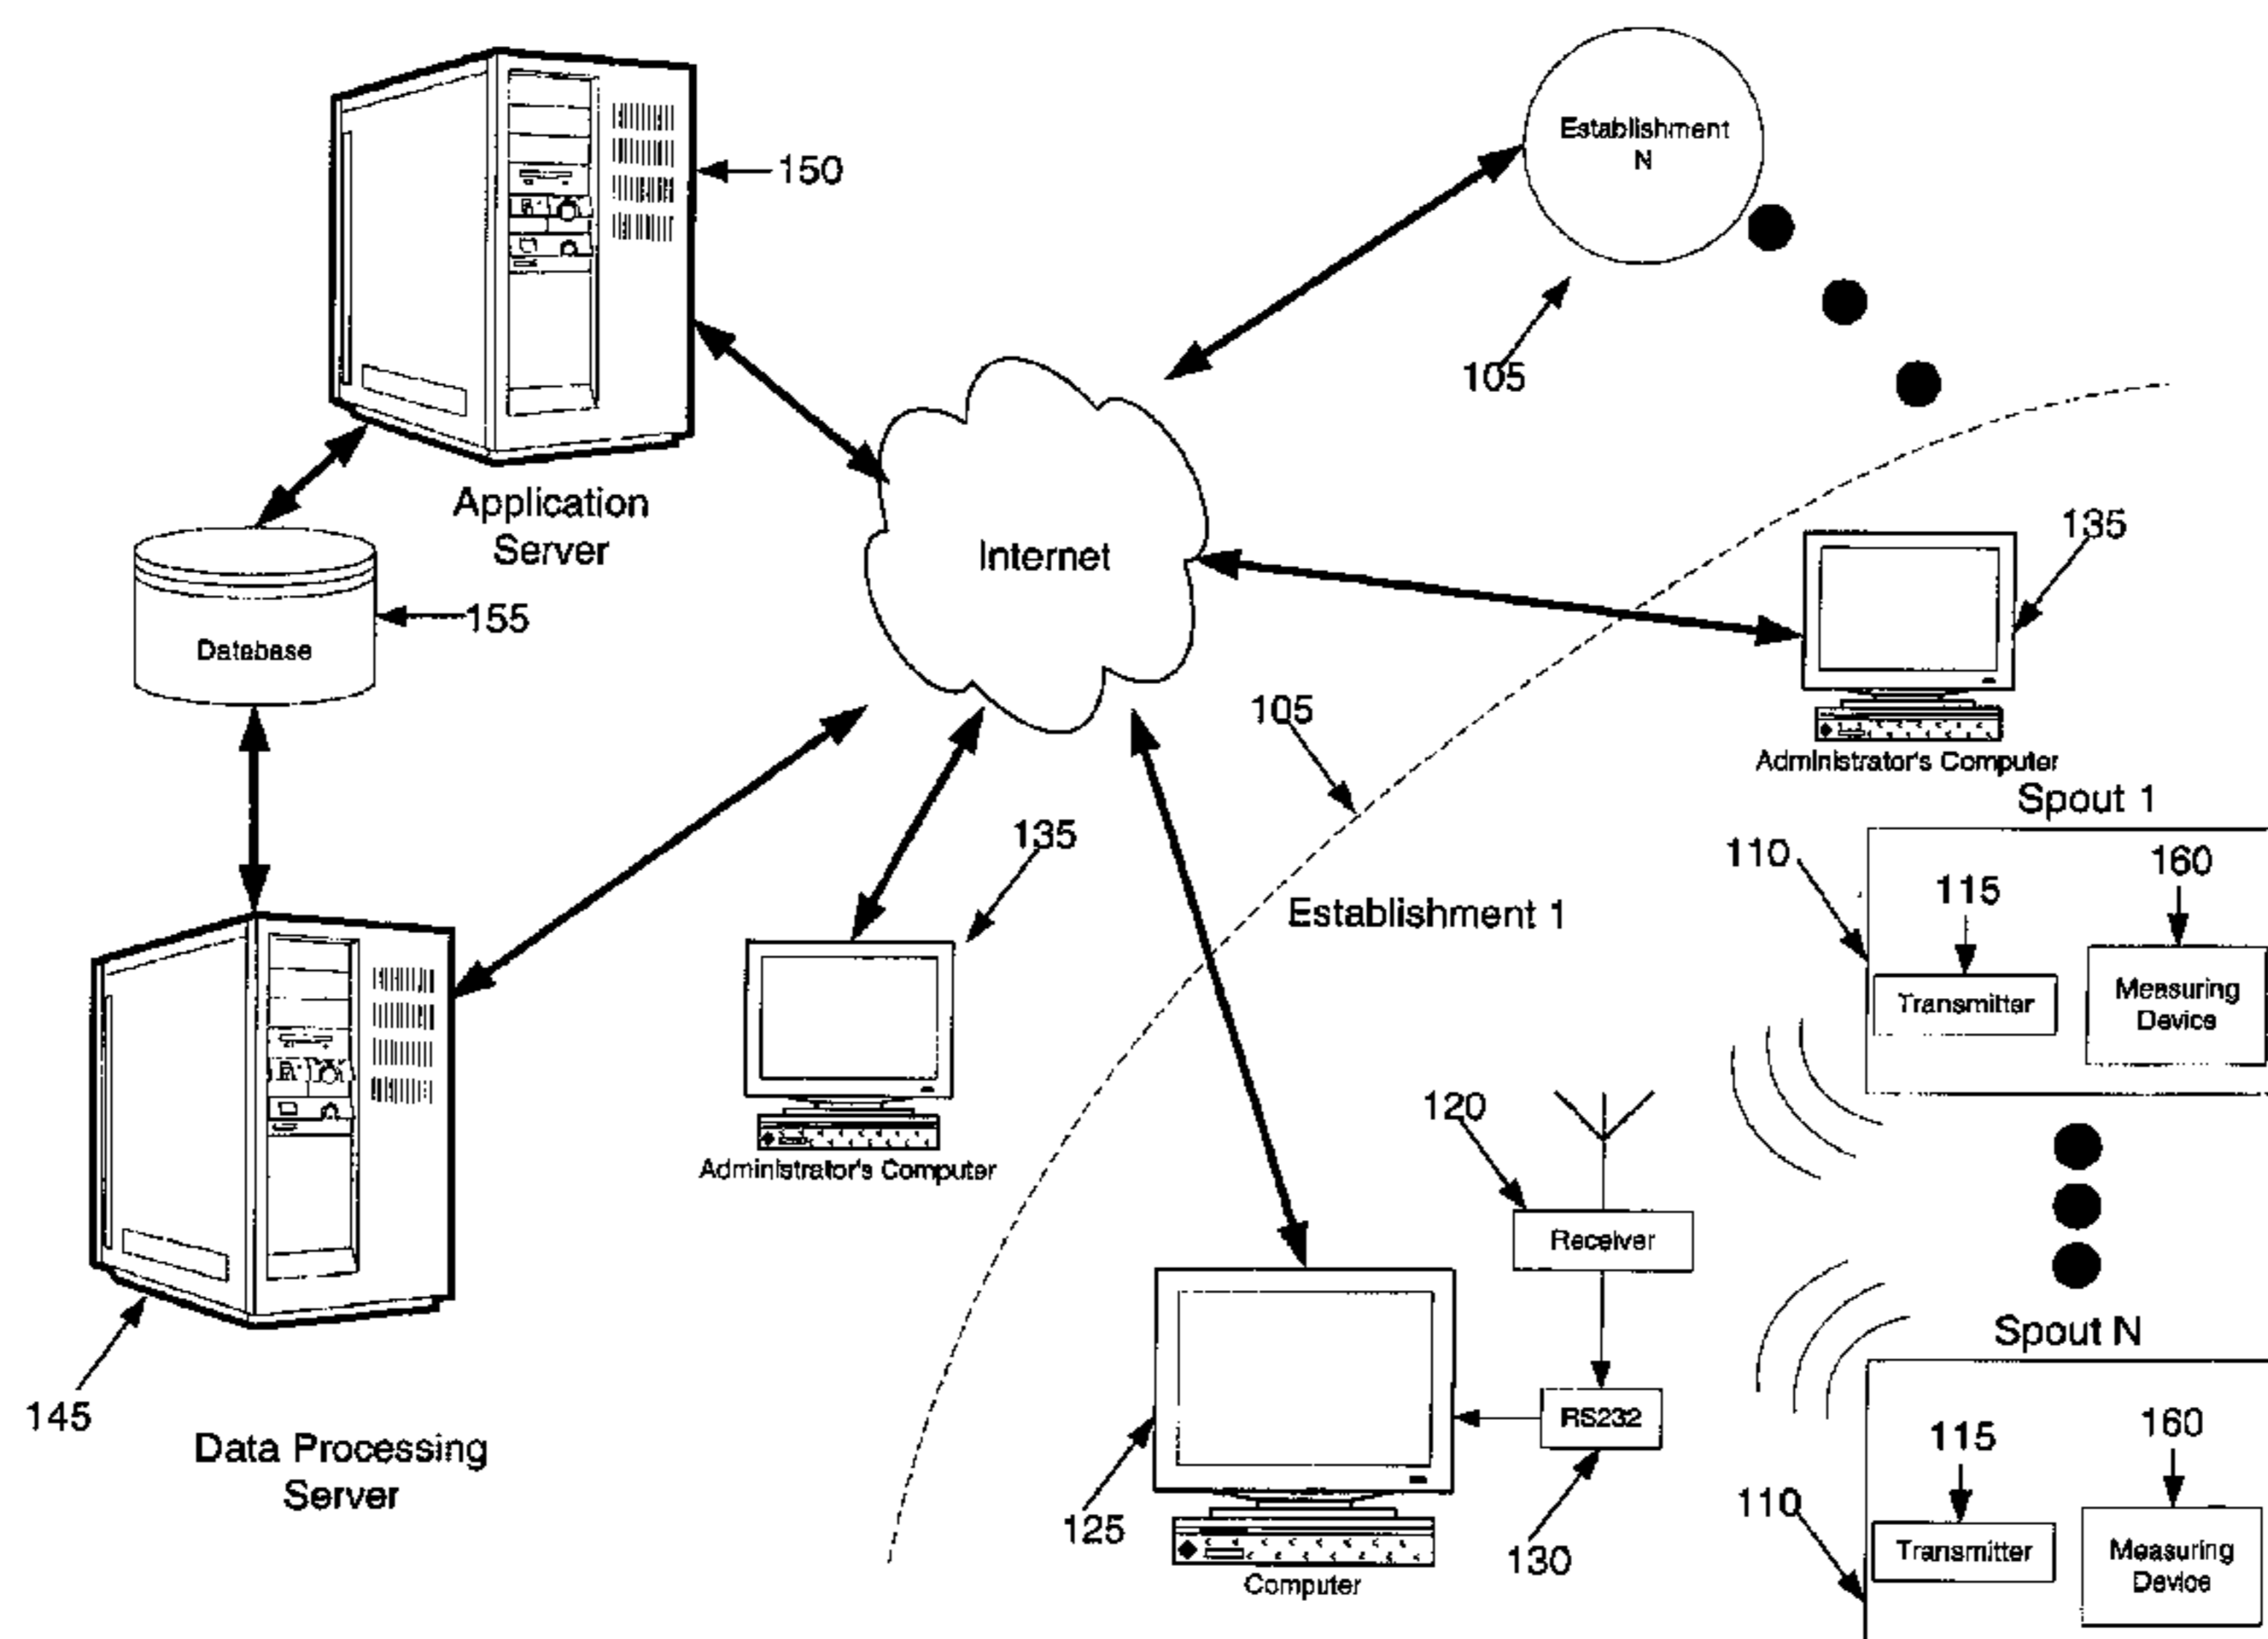 Establishment
N
150
105
Application
Server
Internet
135
155
Database
105
Administrator's Computer
Spout 1
135
110
160
115
Establishment 1
Transmitter
Measuring
Device
120
Administrator's Computer
Receiver
Spout N
145
RS232
Data Processing
Server
115
160
110
125
130
Transmitter
Measuring
Device
Computer